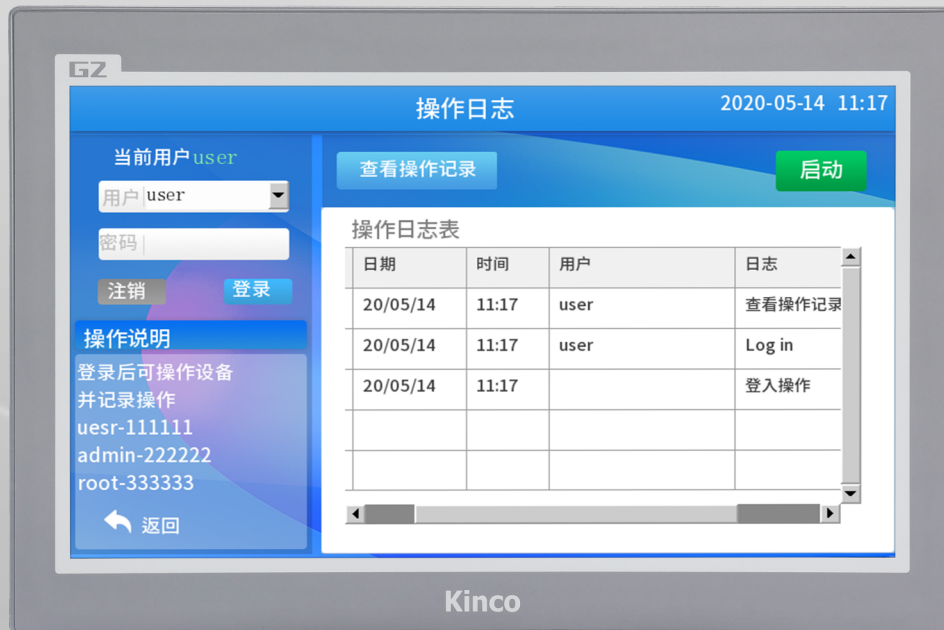 G2
操作日志
2020-05-14 11:17
当前用户user
用户 user
密码
注销
登录
操作说明
登录后可操作设备
并记录操作
uesr-111111
admin-222222
root-333333
返回
查看操作记录
启动
操作日志表
日期 时间 用户 日志
20/05/14 11:17 user 查看操作记录
20/05/14 11:17 user Log in
20/05/14 11:17 登入操作
Kinco